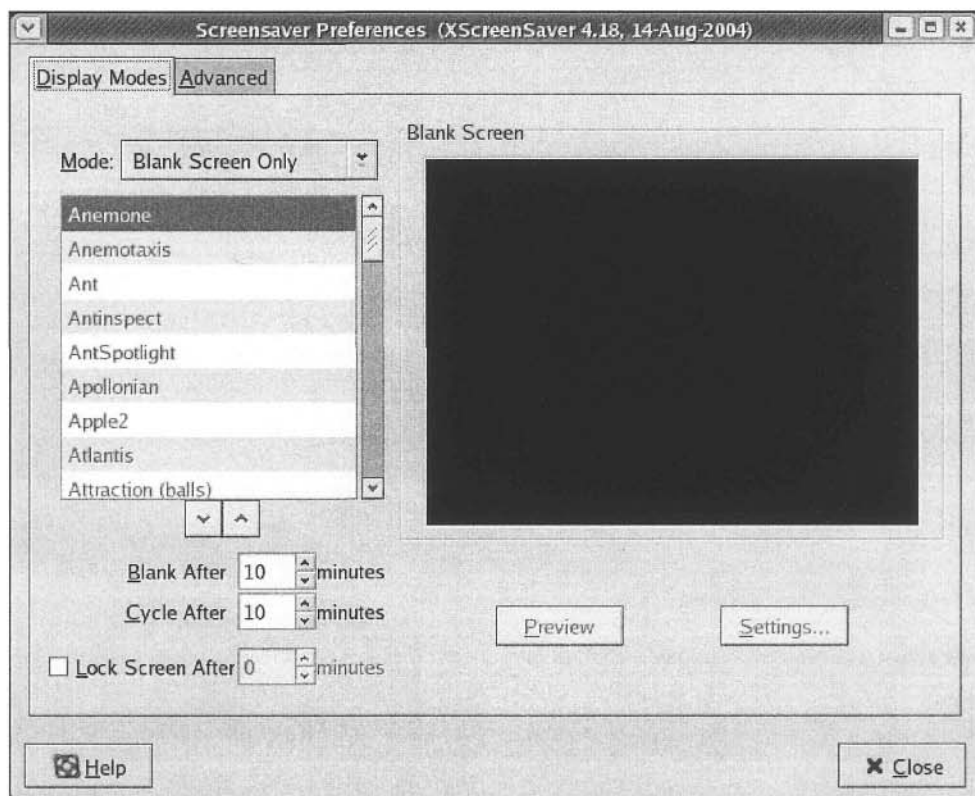 Screensaver Preferences (XScreenSaver 4.18, 14-Aug-2004)
Display Modes
Advanced
Mode: Blank Screen Only
Anemone
Anemotaxis
Ant
Antinspect
AntSpotlight
Apollonian
Apple2
Atlantis
Attraction (balls)
Blank After 10 minutes
Cycle After 10 minutes
Lock Screen After 0 minutes
Blank Screen
Preview
Settings...
Help
Close